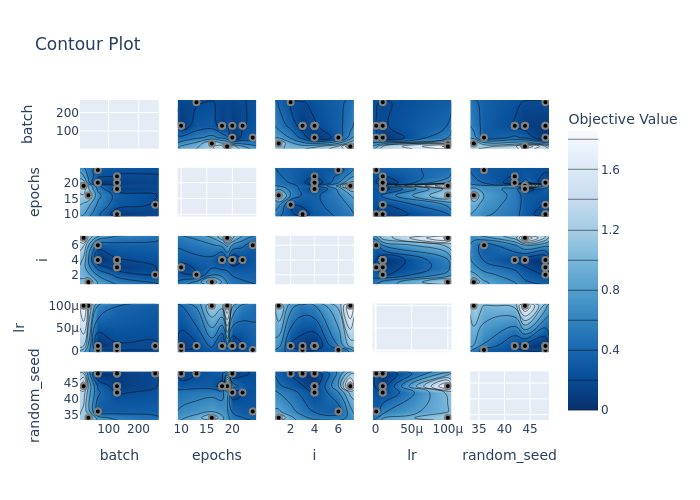 Contour Plot
Objective Value
batch
200
100
1.6
epochs
20
15
10
1.2
i
6
4
2
0.8
lr
100μ
50μ
0
0.4
random_seed
45
40
35
0
100 200
10 15 20
2 4 6
0 50μ 100μ
35 40 45
batch epochs i lr random_seed